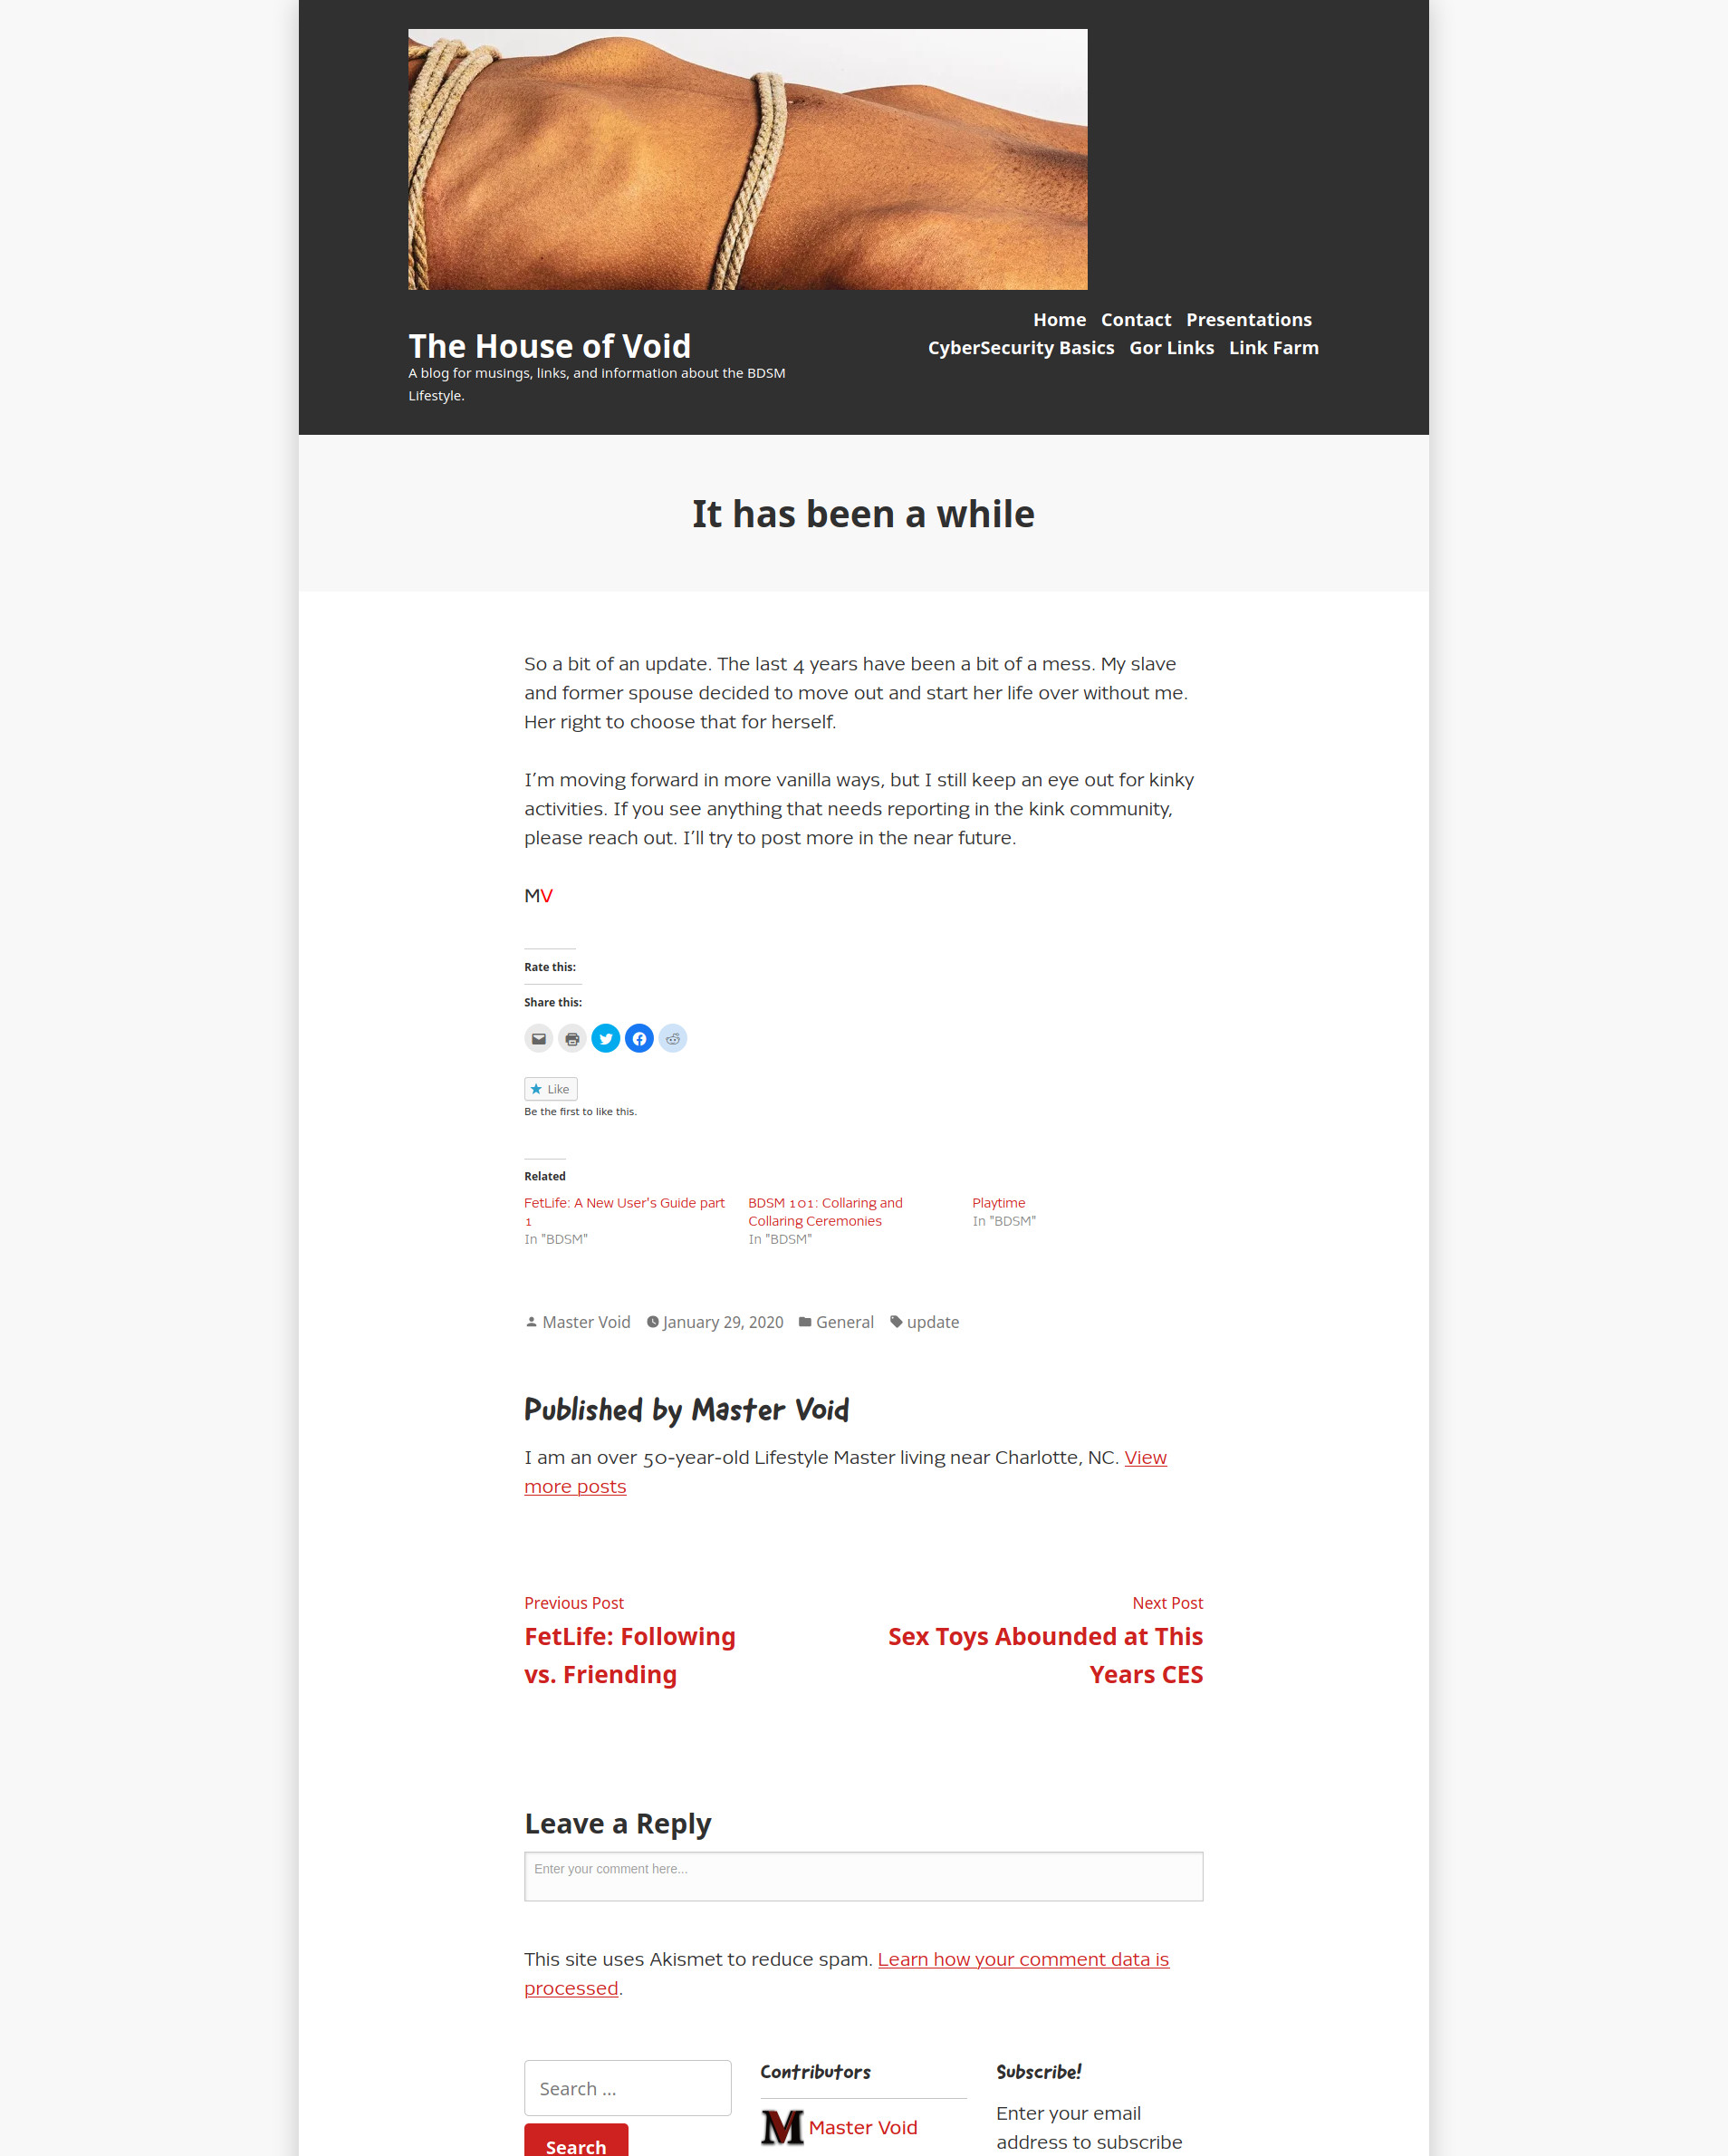 Home Contact Presentations
The House of Void
CyberSecurity Basics Gor Links Link Farm
A blog for musings, links, and information about the BDSM
Lifestyle.
It has been a while
So a bit of an update. The last 4 years have been a bit of a mess. My slave
and former spouse decided to move out and start her life over without me.
Her right to choose that for herself.
I’m moving forward in more vanilla ways, but I still keep an eye out for kinky
activities. If you see anything that needs reporting in the kink community,
please reach out. I’ll try to post more in the near future.
MV
Rate this:
Share this:
Like
Be the first to like this.
Related
FetLife: A New User's Guide part
1
In "BDSM"
BDSM 101: Collaring and
Collaring Ceremonies
In "BDSM"
Playtime
In "BDSM"
Master Void January 29, 2020 General update
Published by Master Void
I am an over 50-year-old Lifestyle Master living near Charlotte, NC. View
more posts
Previous Post
FetLife: Following
vs. Friending
Next Post
Sex Toys Abounded at This
Years CES
Leave a Reply
Enter your comment here...
This site uses Akismet to reduce spam. Learn how your comment data is
processed.
Search ...
Search
Contributors
M Master Void
Subscribe!
Enter your email
address to subscribe